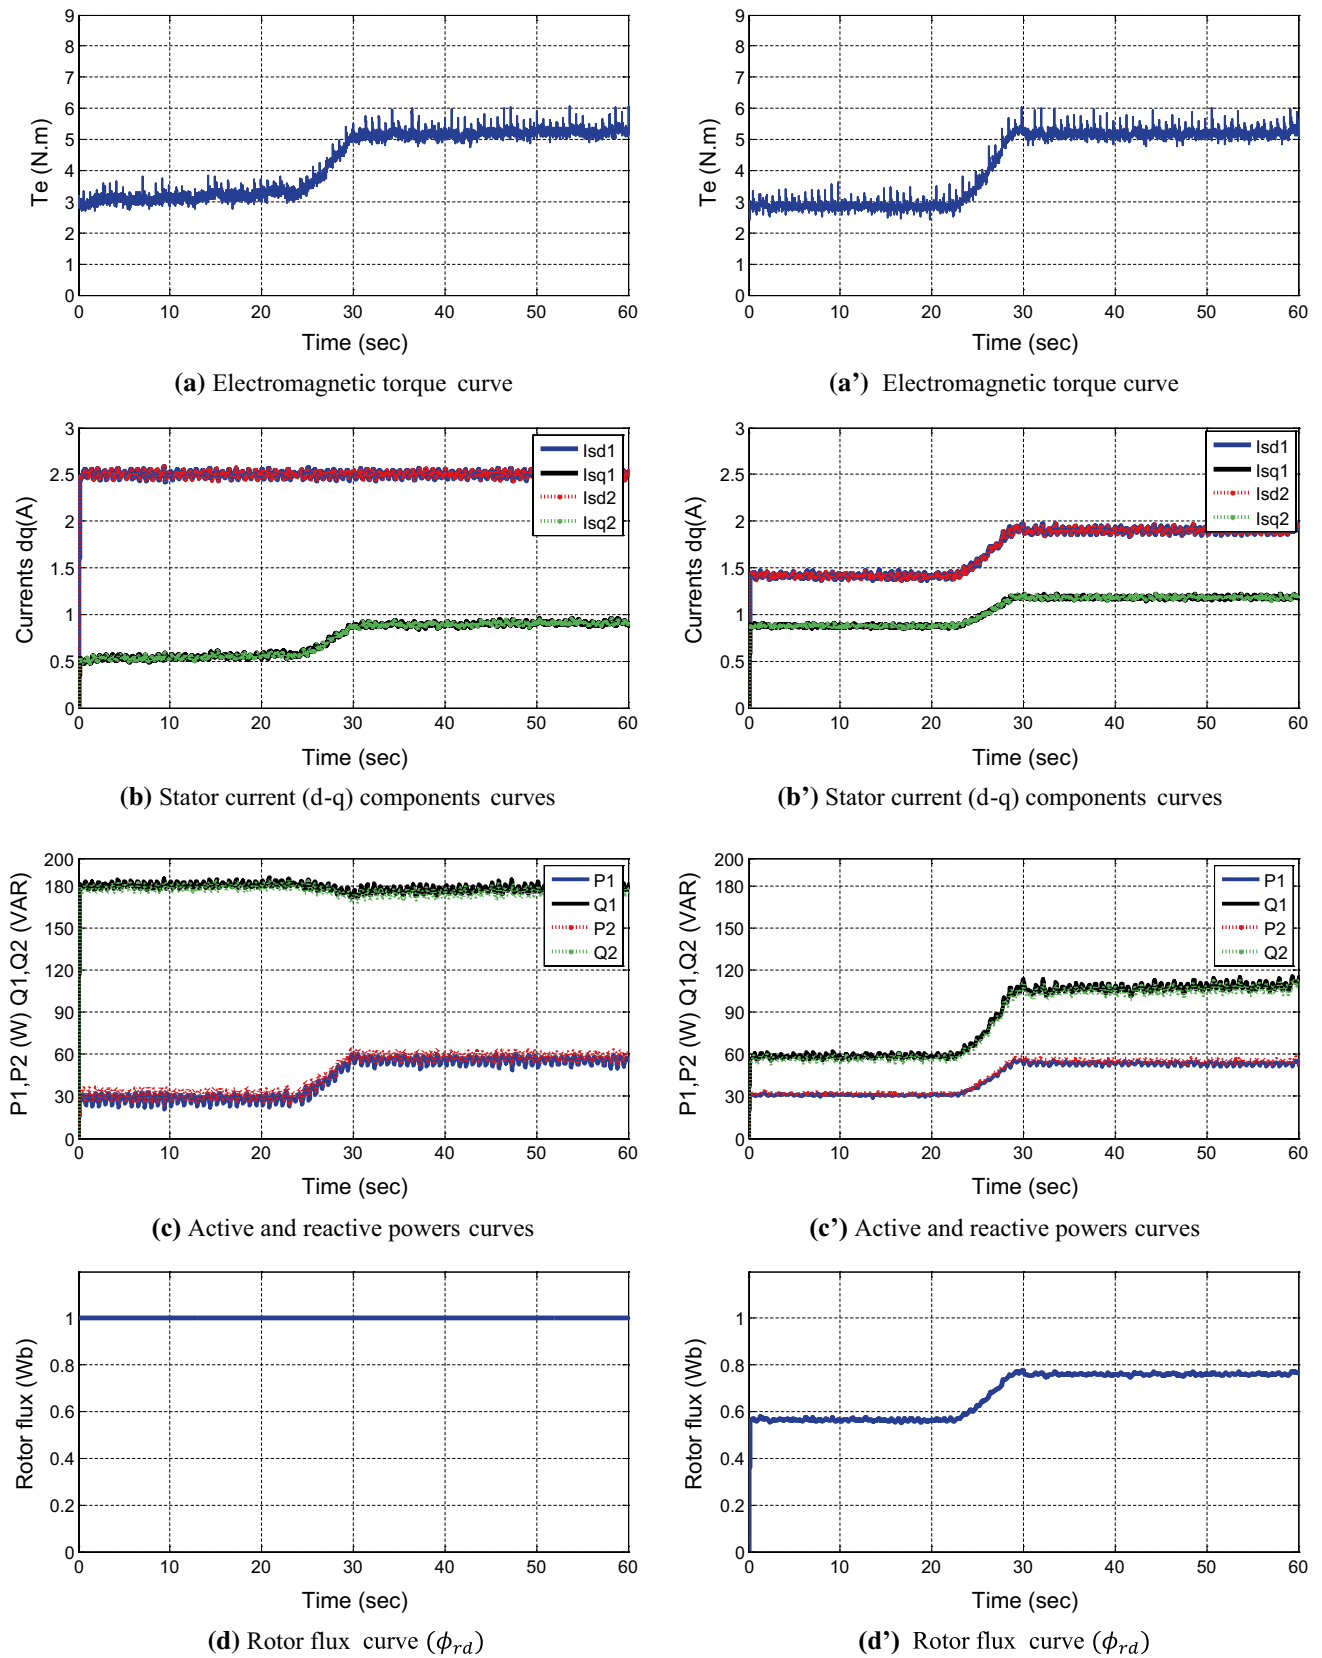 9
8
7
6
5
4
3
2
1
0
Te (N.m)
0 10 20 30 40 50 60
Time (sec)
(a) Electromagnetic torque curve
9
8
7
6
5
4
3
2
1
0
Te (N.m)
0 10 20 30 40 50 60
Time (sec)
(a’) Electromagnetic torque curve
3
2.5
2
1.5
1
0.5
0
Currents dq(A)
Isd1
Isq1
Isd2
Isq2
0 10 20 30 40 50 60
Time (sec)
(b) Stator current (d-q) components curves
3
2.5
2
1.5
1
0.5
0
Currents dq(A)
Isd1
Isq1
Isd2
Isq2
0 10 20 30 40 50 60
Time (sec)
(b’) Stator current (d-q) components curves
200
180
150
120
90
60
30
0
P1,P2 (W) Q1,Q2 (VAR)
P1
Q1
P2
Q2
0 10 20 30 40 50 60
Time (sec)
(c) Active and reactive powers curves
200
180
150
120
90
60
30
0
P1,P2 (W) Q1,Q2 (VAR)
P1
Q1
P2
Q2
0 10 20 30 40 50 60
Time (sec)
(c’) Active and reactive powers curves
1
0.8
0.6
0.4
0.2
0
Rotor flux (Wb)
0 10 20 30 40 50 60
Time (sec)
(d) Rotor flux curve (ϕrd)
1
0.8
0.6
0.4
0.2
0
Rotor flux (Wb)
0 10 20 30 40 50 60
Time (sec)
(d’) Rotor flux curve (ϕrd)